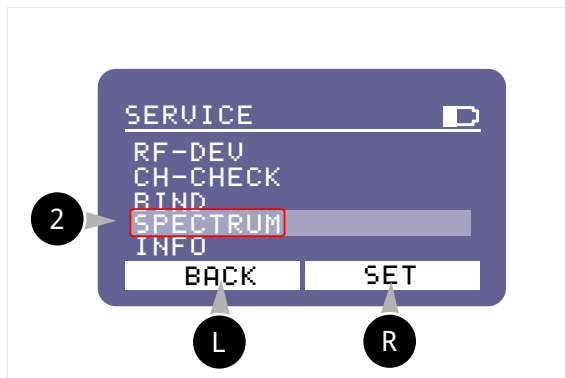 SERVICE
RF-DEV
CH-CHECK
BIND
2
SPECTRUM
INFO
BACK SET
L R